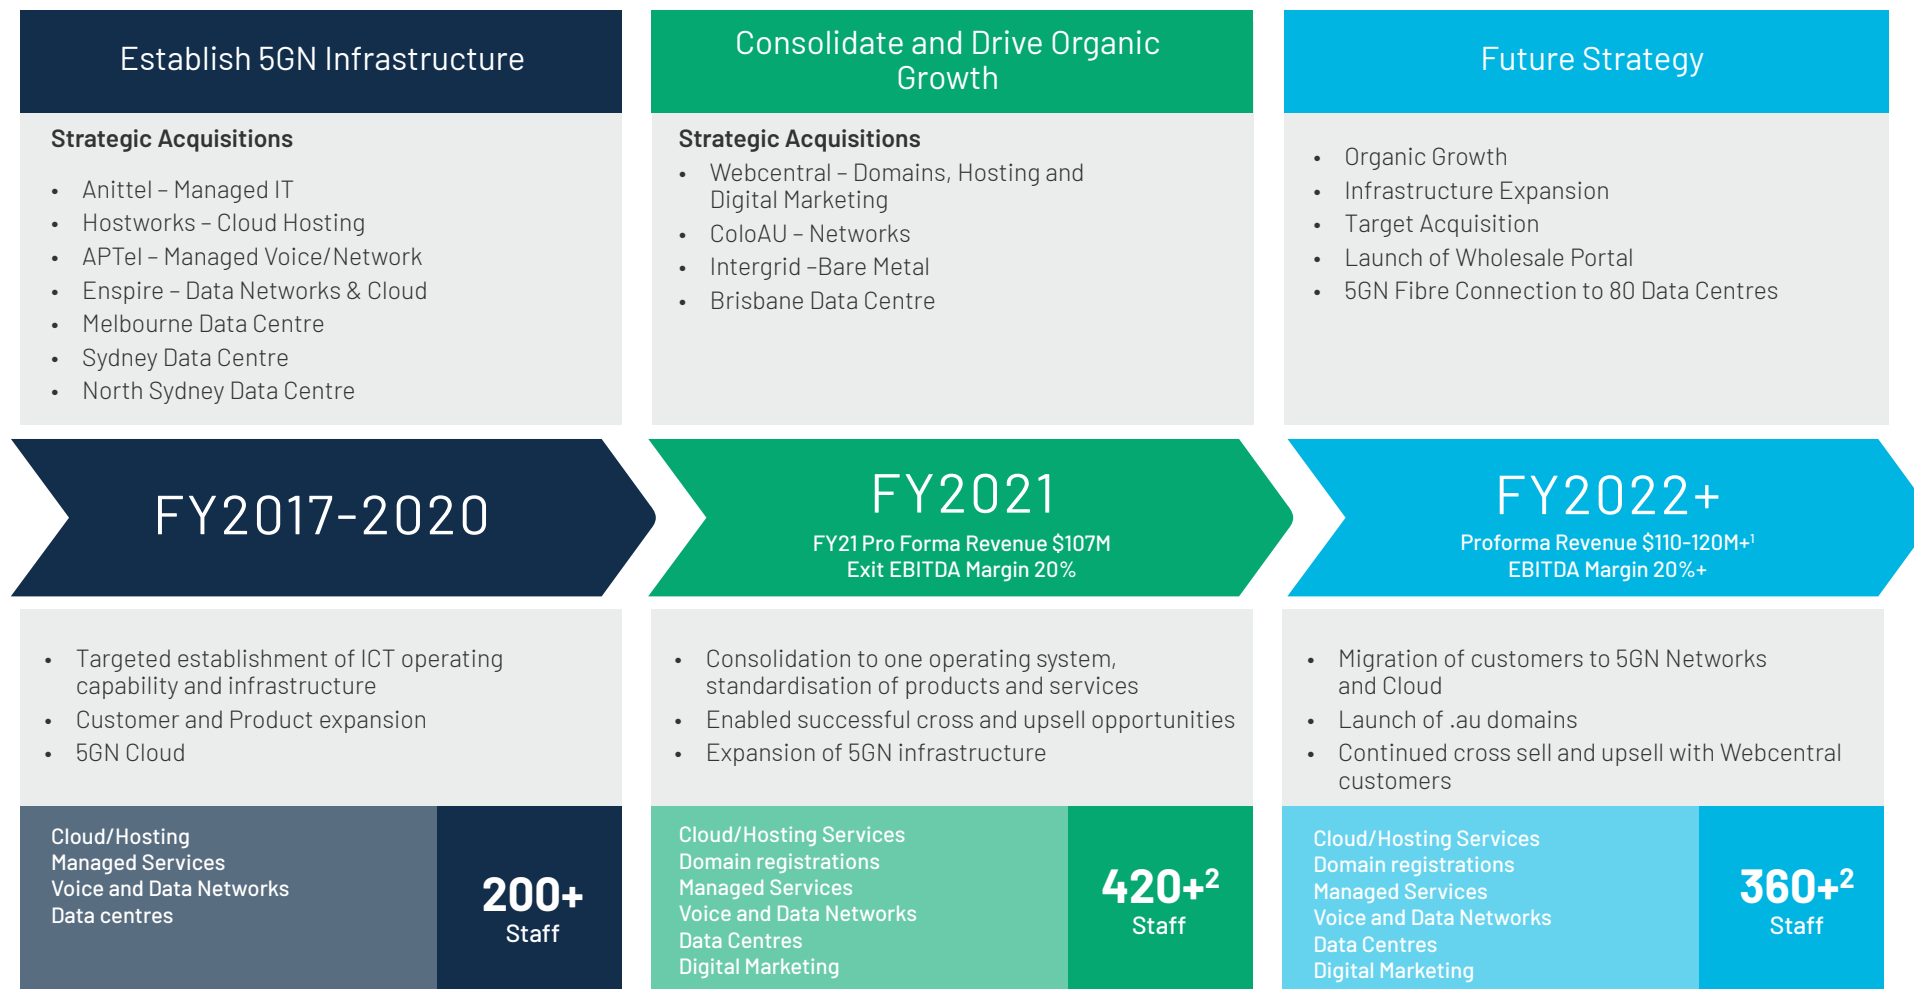 Establish 5GN Infrastructure
Strategic Acquisitions
• Anittel – Managed IT
• Hostworks – Cloud Hosting
• APTel – Managed Voice/Network
• Enspire – Data Networks & Cloud
• Melbourne Data Centre
• Sydney Data Centre
• North Sydney Data Centre
Consolidate and Drive Organic
Growth
Strategic Acquisitions
• Webcentral – Domains, Hosting and
Digital Marketing
• ColoAU – Networks
• Intergrid –Bare Metal
• Brisbane Data Centre
Future Strategy
• Organic Growth
• Infrastructure Expansion
• Target Acquisition
• Launch of Wholesale Portal
• 5GN Fibre Connection to 80 Data Centres
FY2017-2020
FY2021
FY21 Pro Forma Revenue $107M
Exit EBITDA Margin 20%
FY2022+
Proforma Revenue $110-120M+¹
EBITDA Margin 20%+
• Targeted establishment of ICT operating
capability and infrastructure
• Customer and Product expansion
• 5GN Cloud
• Consolidation to one operating system,
standardisation of products and services
• Enabled successful cross and upsell opportunities
• Expansion of 5GN infrastructure
• Migration of customers to 5GN Networks
and Cloud
• Launch of .au domains
• Continued cross sell and upsell with Webcentral
customers
Cloud/Hosting
Managed Services
Voice and Data Networks
Data centres
200+
Staff
Cloud/Hosting Services
Domain registrations
Managed Services
Voice and Data Networks
Data Centres
Digital Marketing
420+²
Staff
Cloud/Hosting Services
Domain registrations
Managed Services
Voice and Data Networks
Data Centres
Digital Marketing
360+²
Staff